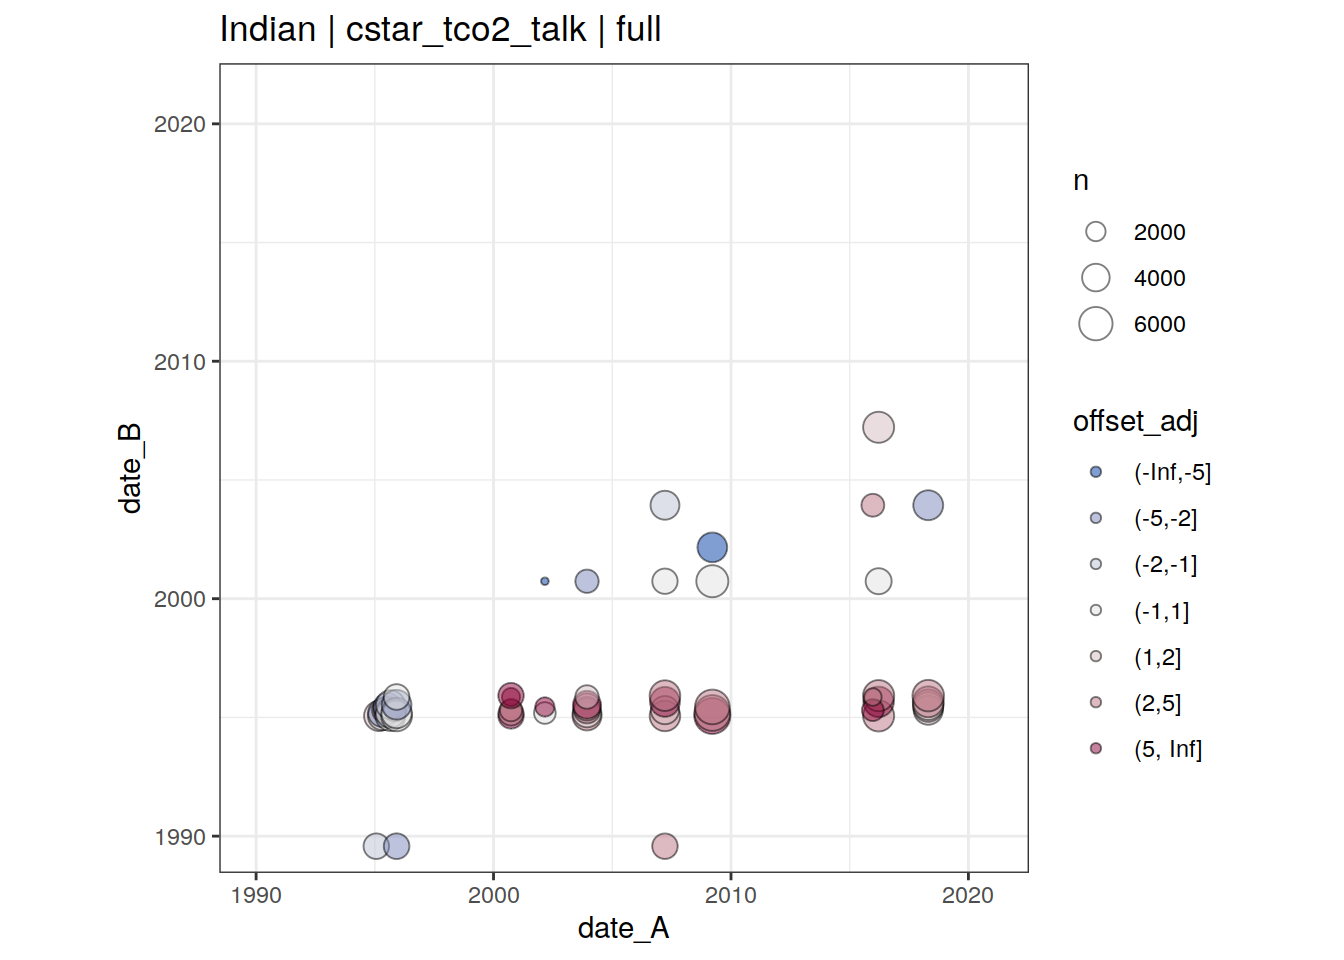 Indian | cstar_tco2_talk | full
2020
2010
2000
1990
date_B
1990
2000
2010
2020
date_A
n
2000
4000
6000
offset_adj
(-Inf,-5]
(-5,-2]
(-2,-1]
(-1,1]
(1,2]
(2,5]
(5, Inf]